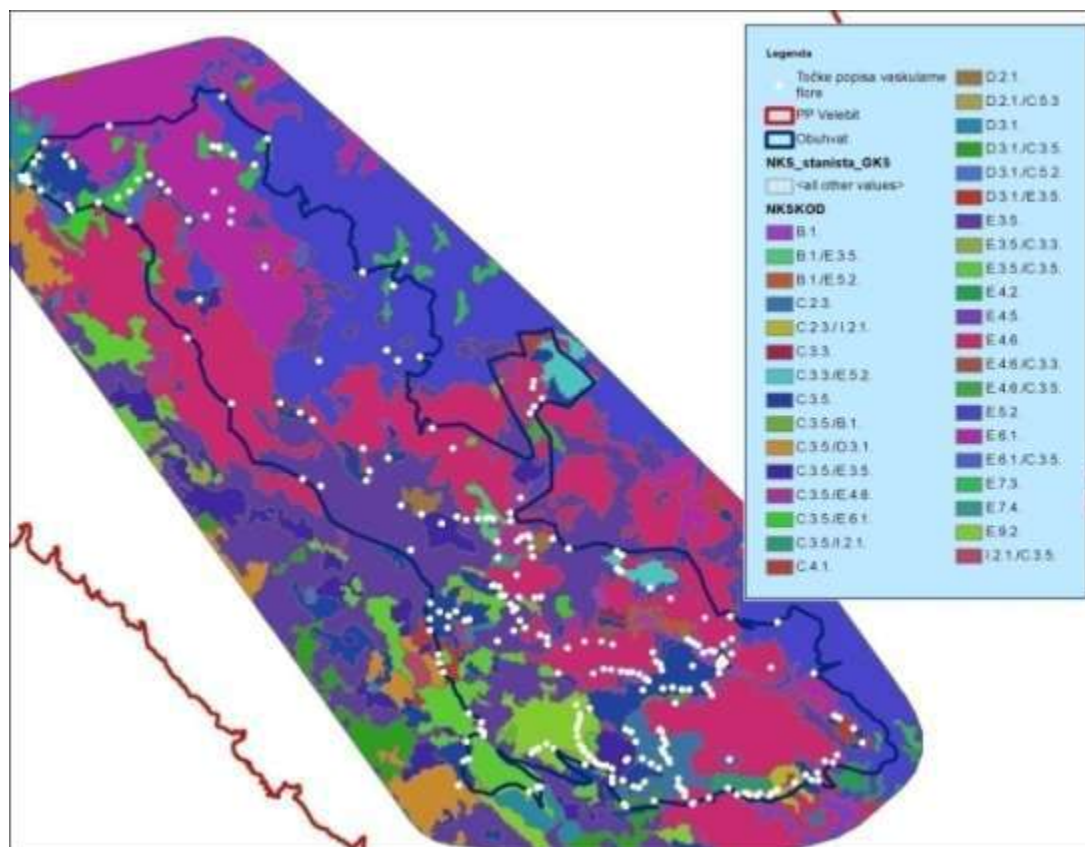 Legenda
Točke popisa vaskularne
flore
PP Velebit
Obuhvat
NKS_stanista_GK5
<all other values>
NKSKOD
B.1.
B.1./E.3.5.
B.1./E.5.2.
C.2.3.
C.2.3./I.2.1.
C.3.3.
C.3.3./E.5.2.
C.3.5.
C.3.5./B.1.
C.3.5./D.3.1.
C.3.5./E.3.5.
C.3.5./E.4.6.
C.3.5./E.6.1.
C.3.5./I.2.1.
C.4.1.
D.2.1.
D.2.1./C.5.3.
D.3.1.
D.3.1./C.3.5.
D.3.1./C.5.2.
D.3.1./E.3.5.
E.3.5.
E.3.5./C.3.3.
E.3.5./C.3.5.
E.4.2.
E.4.5.
E.4.6.
E.4.6./C.3.3.
E.4.6./C.3.5.
E.5.2.
E.6.1.
E.6.1./C.3.5.
E.7.3.
E.7.4.
E.9.2.
I.2.1./C.3.5.